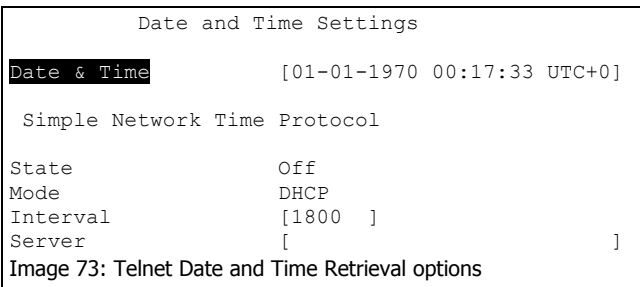 Date and Time Settings
Date & Time [01-01-1970 00:17:33 UTC+0]
Simple Network Time Protocol
State Off
Mode DHCP
Interval [1800 ]
Server [ ]
Image 73: Telnet Date and Time Retrieval options